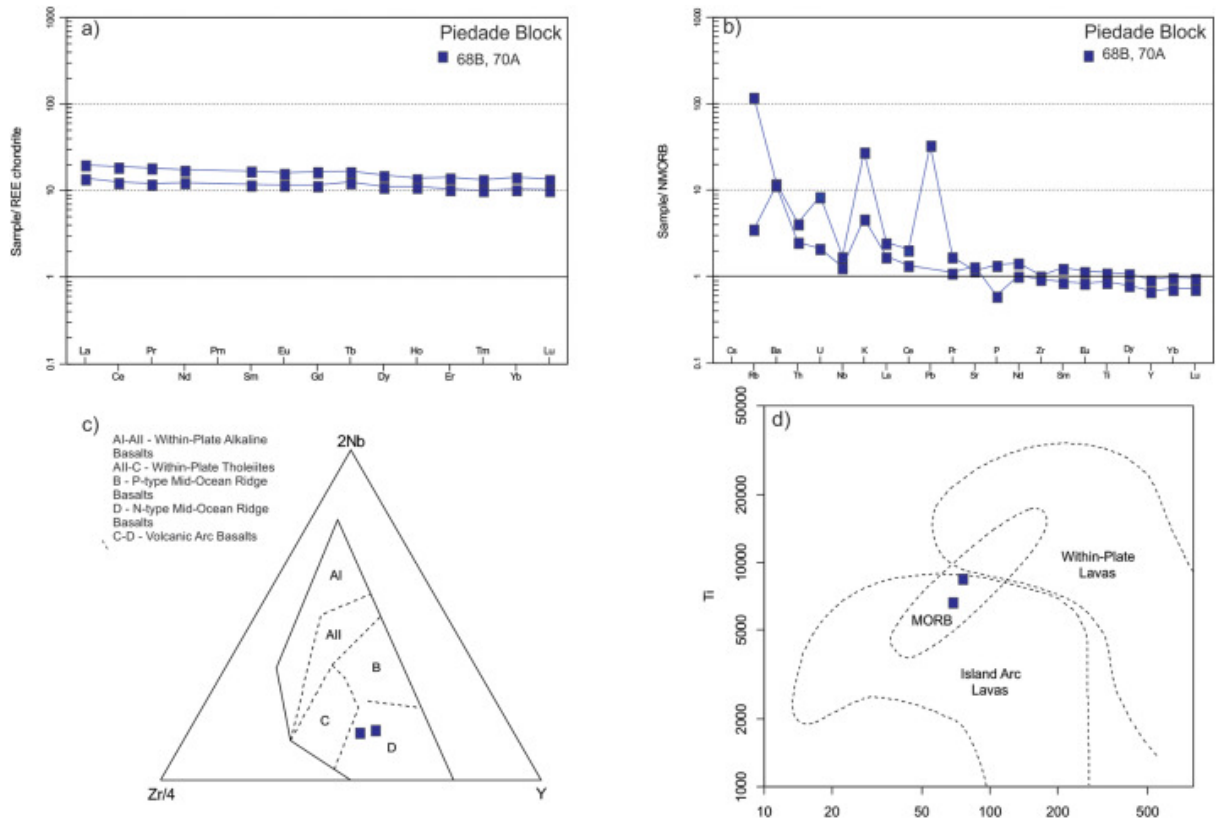 a)
Piedade Block
68B, 70A
1000
100
10
1
0.1
Sample/ REE chondrite
La Pr Pm Eu Tb Ho Tm Lu
Ce Nd Sm Gd Dy Er Yb
b)
Piedade Block
68B, 70A
1000
100
10
1
0.1
Sample/ NMORB
Cs Ba U K Ce Pr P Zr Eu Dy Yb
Rb Th Nb La Pb Sr Nd Sm Ti Y Lu
c)
AI-AII - Within-Plate Alkaline
Basalts
AII-C - Within-Plate Tholeiites
B - P-type Mid-Ocean Ridge
Basalts
D - N-type Mid-Ocean Ridge
Basalts
C-D - Volcanic Arc Basalts
2Nb
AI
AII
B
C
D
Zr/4
Y
d)
50000
20000
10000
5000
2000
1000
Ti
Within-Plate
Lavas
MORB
Island Arc
Lavas
10 20 50 100 200 500